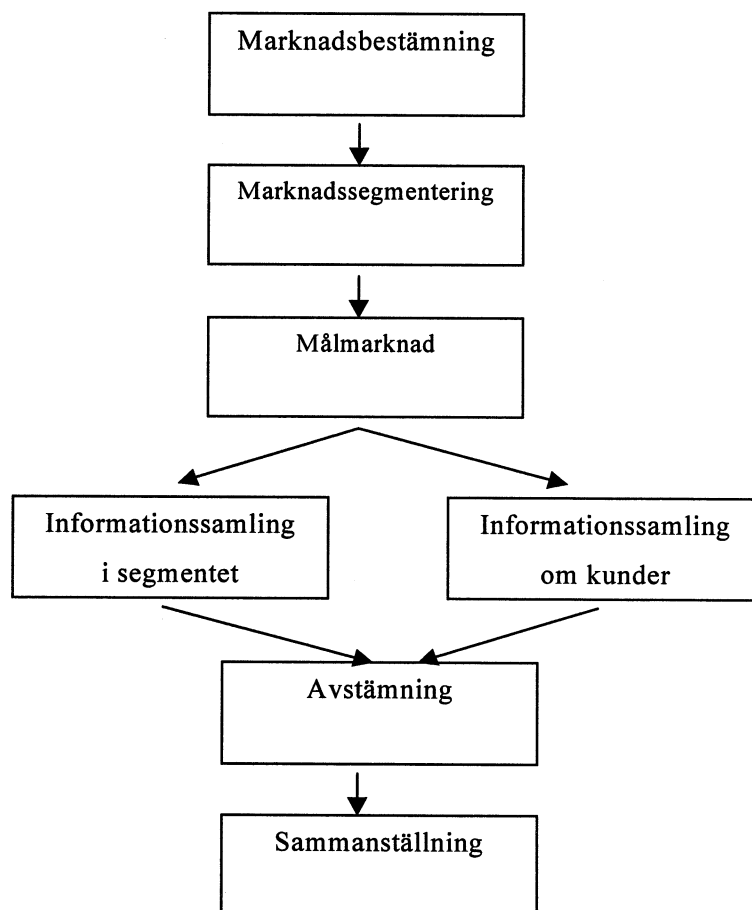 Marknadsbestämning
Marknadssegmentering
Målmarknad
Informationssamling
i segmentet
Informationssamling
om kunder
Avstämning
Sammanställning